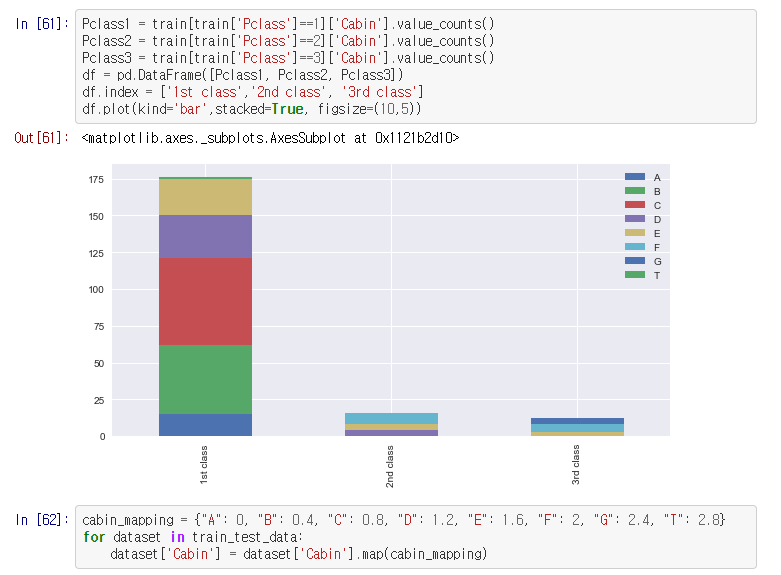 In [61]:
Pclass1 = train[train['Pclass']==1]['Cabin'].value_counts()
Pclass2 = train[train['Pclass']==2]['Cabin'].value_counts()
Pclass3 = train[train['Pclass']==3]['Cabin'].value_counts()
df = pd.DataFrame([Pclass1, Pclass2, Pclass3])
df.index = ['1st class','2nd class', '3rd class']
df.plot(kind='bar',stacked=True, figsize=(10,5))
Out[61]: <matplotlib.axes._subplots.AxesSubplot at 0x1121b2d10>
175
150
125
100
75
50
25
0
A
B
C
D
E
F
G
T
1st class
2nd class
3rd class
In [62]:
cabin_mapping = {"A": 0, "B": 0.4, "C": 0.8, "D": 1.2, "E": 1.6, "F": 2, "G": 2.4, "T": 2.8}
for dataset in train_test_data:
    dataset['Cabin'] = dataset['Cabin'].map(cabin_mapping)